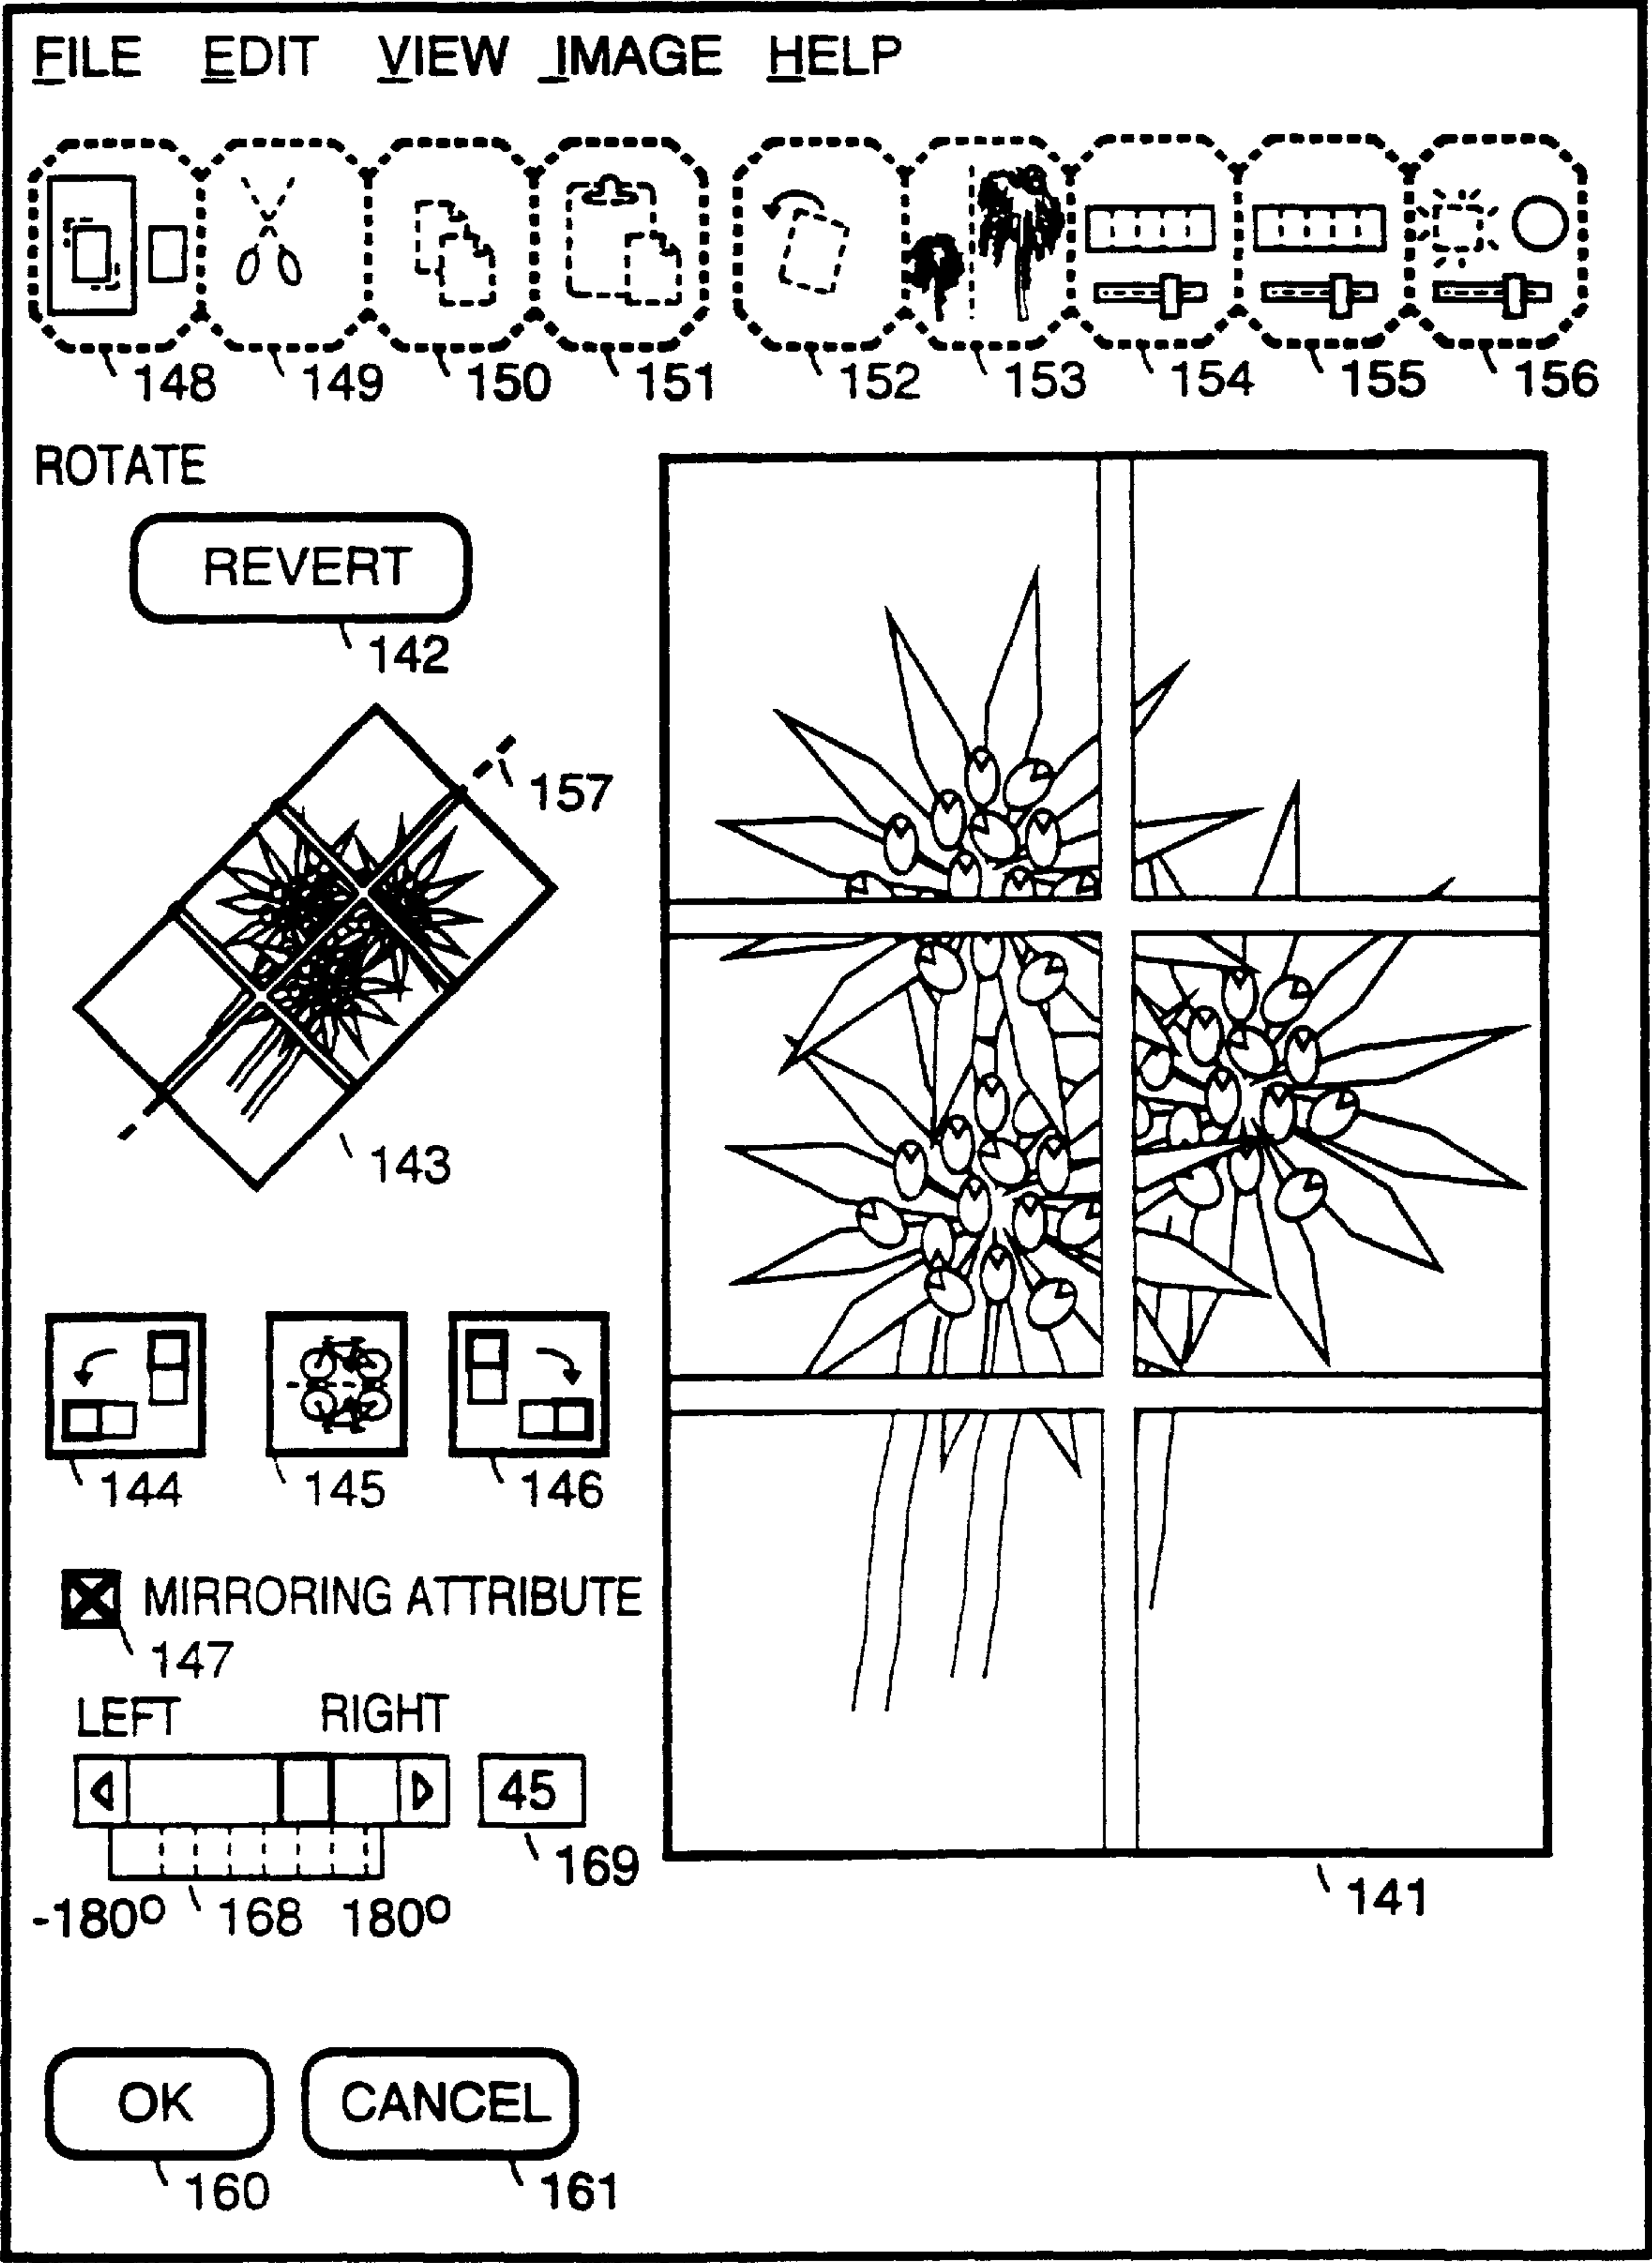 FILE EDIT VIEW IMAGE HELP
148 149 150 151 152 153 154 155 156
ROTATE
REVERT
142
157
143
144 145 146
MIRRORING ATTRIBUTE
147
LEFT RIGHT
45
169
-180° 168 180°
141
OK CANCEL
160 161